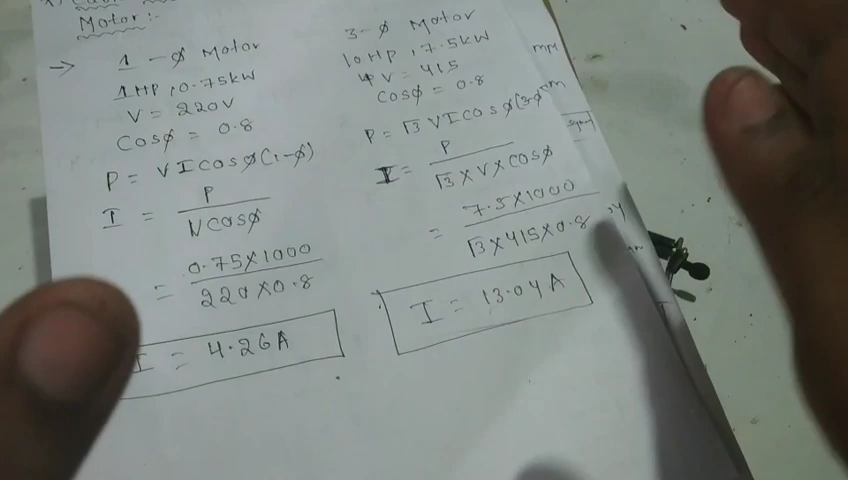 Motor:-
→ 1-φ Motor
1HP, 0.75kW
V = 220V
Cosφ = 0.8
P = VICosφ(1-φ)
I = P
VCosφ
= 0.75×1000
220×0.8
I = 4.26A
3-φ Motor
10HP, 7.5kW
V = 415
Cosφ = 0.8
P = √3 VICosφ(3-φ
I = P
√3×V×Cosφ
= 7.5×1000
√3×415×0.8
I = 13.04A